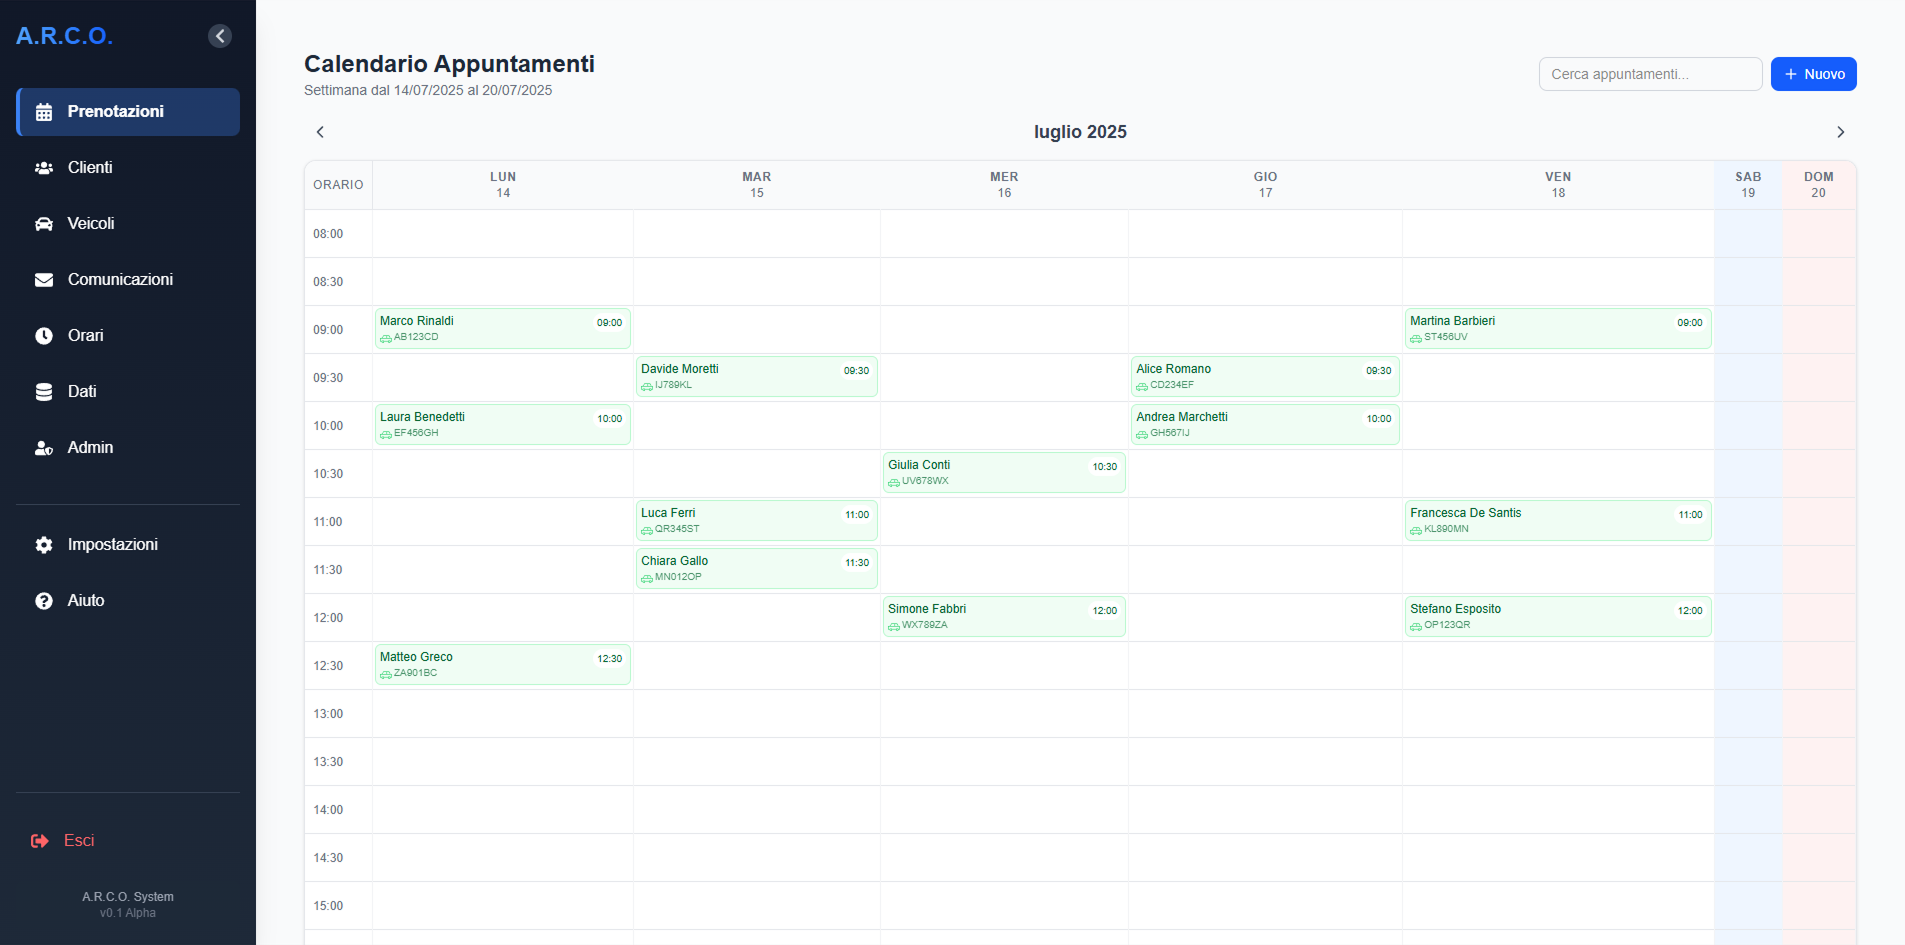 A.R.C.O.
Prenotazioni
Clienti
Veicoli
Comunicazioni
Orari
Dati
Admin
Impostazioni
Aiuto
Esci
A.R.C.O. System
v0.1 Alpha
Calendario Appuntamenti
Settimana dal 14/07/2025 al 20/07/2025
Cerca appuntamenti...
Nuovo
luglio 2025
ORARIO LUN MAR MER GIO VEN SAB DOM
14 15 16 17 18 19 20
08:00
08:30
09:00 Marco Rinaldi 09:00 Martina Barbieri 09:00
AB123CD ST456UV
09:30 Davide Moretti 09:30 Alice Romano 09:30
IJ789KL CD234EF
10:00 Laura Benedetti 10:00 Andrea Marchetti 10:00
EF456GH GH567IJ
10:30 Giulia Conti 10:30
UV678WX
11:00 Luca Ferri 11:00 Francesca De Santis 11:00
QR345ST KL890MN
11:30 Chiara Gallo 11:30
MN012OP
12:00 Simone Fabbri 12:00 Stefano Esposito 12:00
WX789ZA OP123QR
12:30 Matteo Greco 12:30
ZA901BC
13:00
13:30
14:00
14:30
15:00